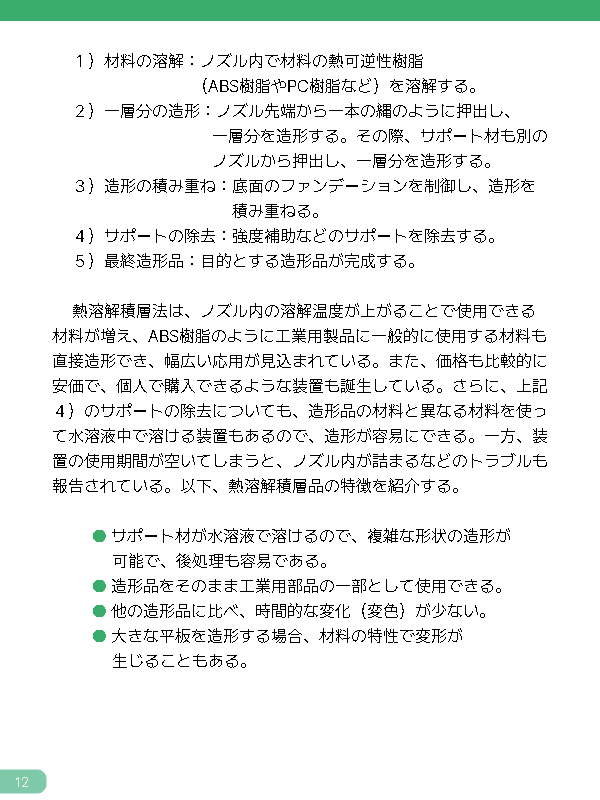 1）材料の溶解：ノズル内で材料の熱可逆性樹脂
（ABS樹脂やPC樹脂など）を溶解する。
2）一層分の造形：ノズル先端から一本の縄のように押出し、
一層分を造形する。その際、サポート材も別の
ノズルから押出し、一層分を造形する。
3）造形の積み重ね：底面のファンデーションを制御し、造形を
積み重ねる。
4）サポートの除去：強度補助などのサポートを除去する。
5）最終造形品：目的とする造形品が完成する。
熱溶解積層法は、ノズル内の溶解温度が上がることで使用できる
材料が増え、ABS樹脂のように工業用製品に一般的に使用する材料も
直接造形でき、幅広い応用が見込まれている。また、価格も比較的に
安価で、個人で購入できるような装置も誕生している。さらに、上記
4）のサポートの除去についても、造形品の材料と異なる材料を使っ
て水溶液中で溶ける装置もあるので、造形が容易にできる。一方、装
置の使用期間が空いてしまうと、ノズル内が詰まるなどのトラブルも
報告されている。以下、熱溶解積層品の特徴を紹介する。
● サポート材が水溶液で溶けるので、複雑な形状の造形が
可能で、後処理も容易である。
● 造形品をそのまま工業用部品の一部として使用できる。
● 他の造形品に比べ、時間的な変化（変色）が少ない。
● 大きな平板を造形する場合、材料の特性で変形が
生じることもある。
12